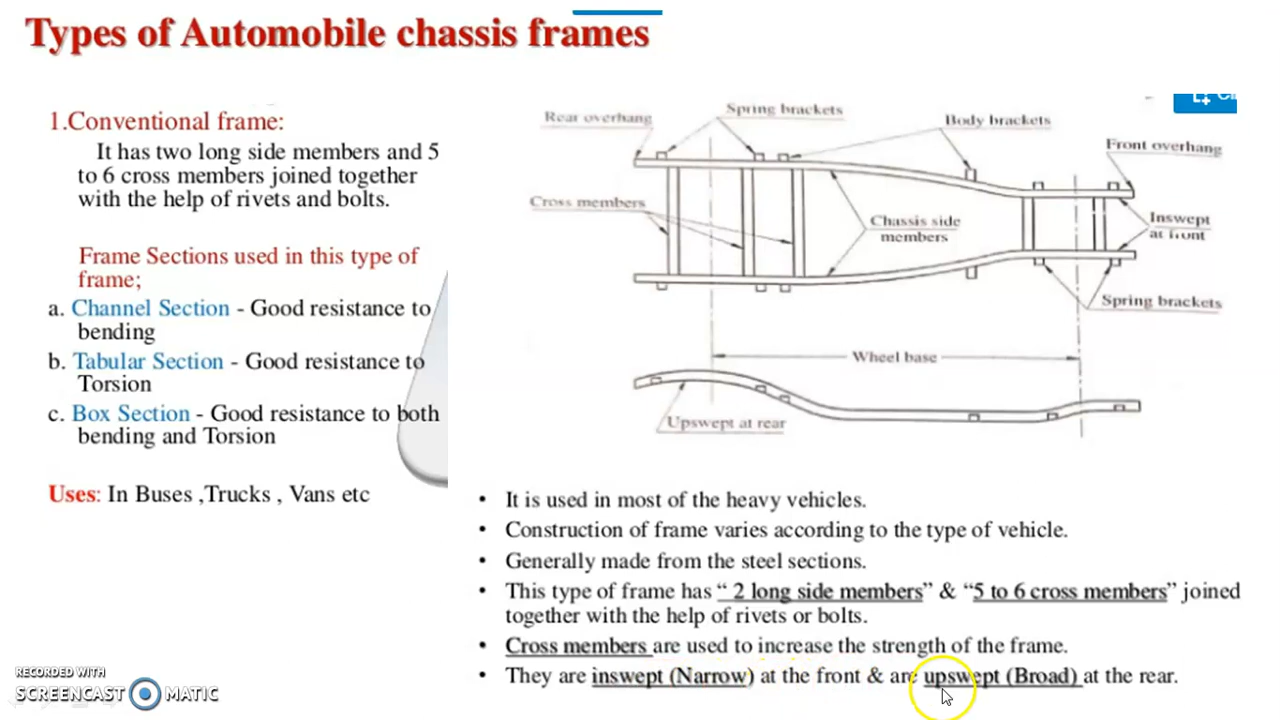 Types of Automobile chassis frames
1.Conventional frame:
It has two long side members and 5
to 6 cross members joined together
with the help of rivets and bolts.
Frame Sections used in this type of
frame;
a. Channel Section - Good resistance to
bending
b. Tabular Section - Good resistance to
Torsion
c. Box Section - Good resistance to both
bending and Torsion
Uses: In Buses ,Trucks , Vans etc
Rear overhang
Spring brackets
Body brackets
Front overhang
Cross members
Chassis side
members
Inswept
at front
Spring brackets
Wheel base
Upswept at rear
• It is used in most of the heavy vehicles.
• Construction of frame varies according to the type of vehicle.
• Generally made from the steel sections.
• This type of frame has “ 2 long side members” & “5 to 6 cross members” joined
together with the help of rivets or bolts.
• Cross members are used to increase the strength of the frame.
• They are inswept (Narrow) at the front & are upswept (Broad) at the rear.
RECORDED WITH
SCREENCAST MATIC